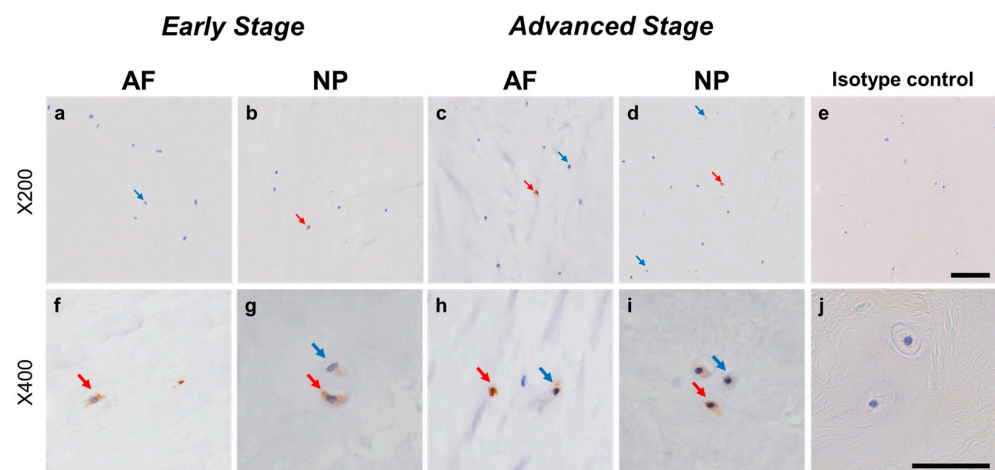 Early Stage Advanced Stage
AF NP AF NP Isotype control
a b c d e
X200
f g h i j
X400